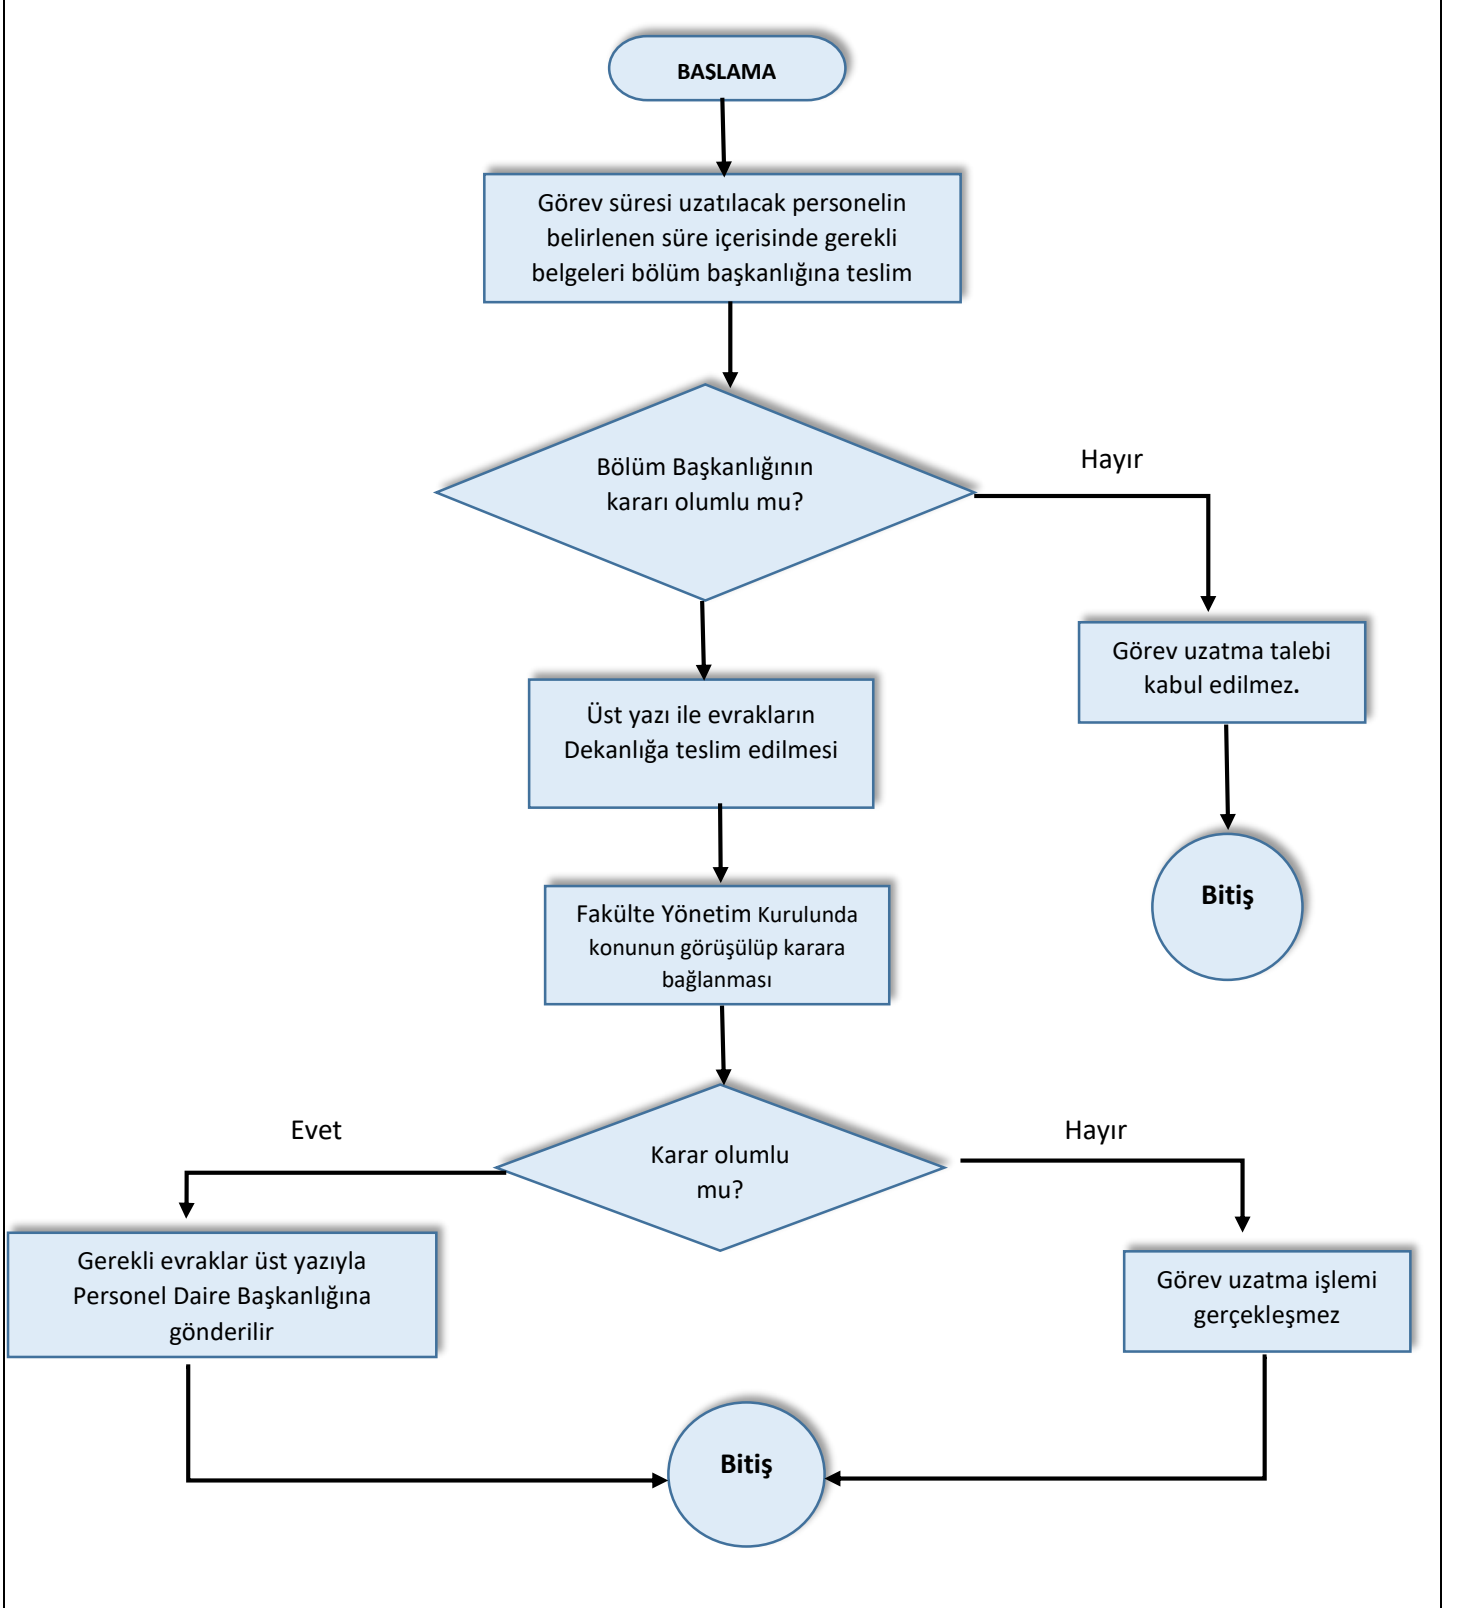 BAŞLAMA
Görev süresi uzatılacak personelin
belirlenen süre içerisinde gerekli
belgeleri bölüm başkanlığına teslim
Bölüm Başkanlığının
kararı olumlu mu?
Hayır
Görev uzatma talebi
kabul edilmez.
Üst yazı ile evrakların
Dekanlığa teslim edilmesi
Bitiş
Fakülte Yönetim Kurulunda
konunun görüşülüp karara
bağlanması
Evet
Karar olumlu
mu?
Hayır
Gerekli evraklar üst yazıyla
Personel Daire Başkanlığına
gönderilir
Görev uzatma işlemi
gerçekleşmez
Bitiş